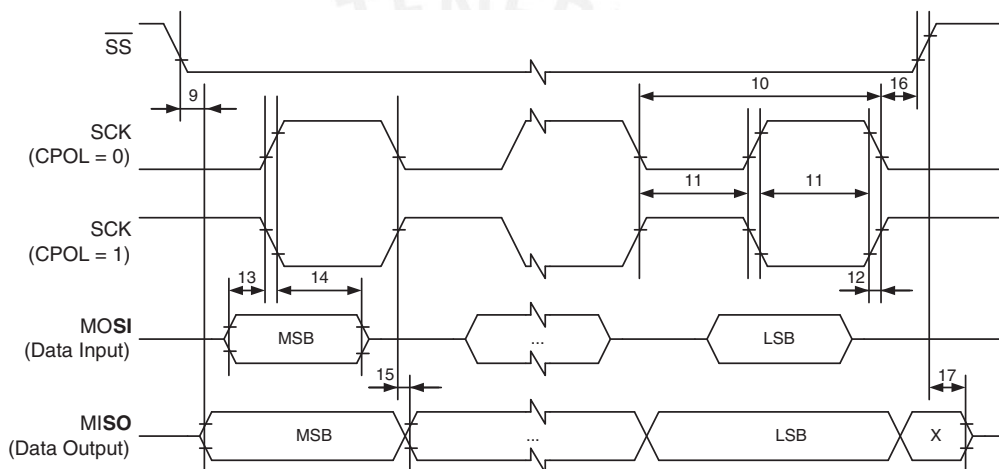 SS
9
10
16
SCK
(CPOL = 0)
11
11
SCK
(CPOL = 1)
13
14
12
MOSI
(Data Input)
MSB
...
LSB
15
17
MISO
(Data Output)
MSB
...
LSB
X